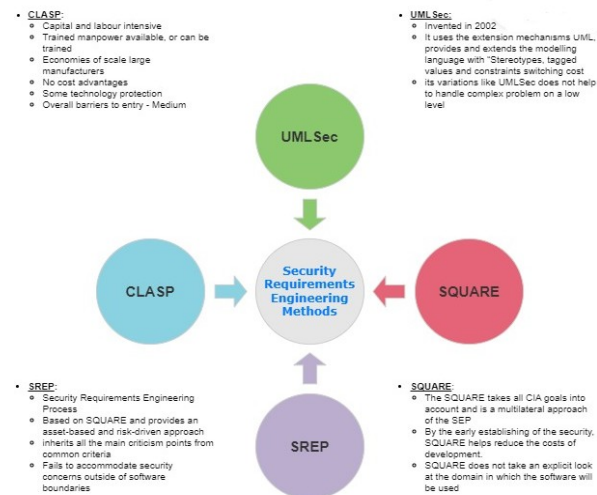 CLASP:
Capital and labour intensive
Trained manpower available, or can be
trained
Economies of scale large
manufacturers
No cost advantages
Some technology protection
Overall barriers to entry - Medium
UMLSec:
Invented in 2002
It uses the extension mechanisms UML,
provides and extends the modelling
language with "Stereotypes, tagged
values and constraints switching cost
its variations like UMLSec does not help
to handle complex problem on a low
level
UMLSec
CLASP
Security
Requirements
Engineering
Methods
SQUARE
SREP
SREP:
Security Requirements Engineering
Process
Based on SQUARE and provides an
asset-based and risk-driven approach
inherits all the main criticism points from
common criteria
Fails to accommodate security
concerns outside of software
boundaries
SQUARE:
The SQUARE takes all CIA goals into
account and is a multilateral approach
of the SEP
By the early establishing of the security,
SQUARE helps reduce the costs of
development.
SQUARE does not take an explicit look
at the domain in which the software will
be used